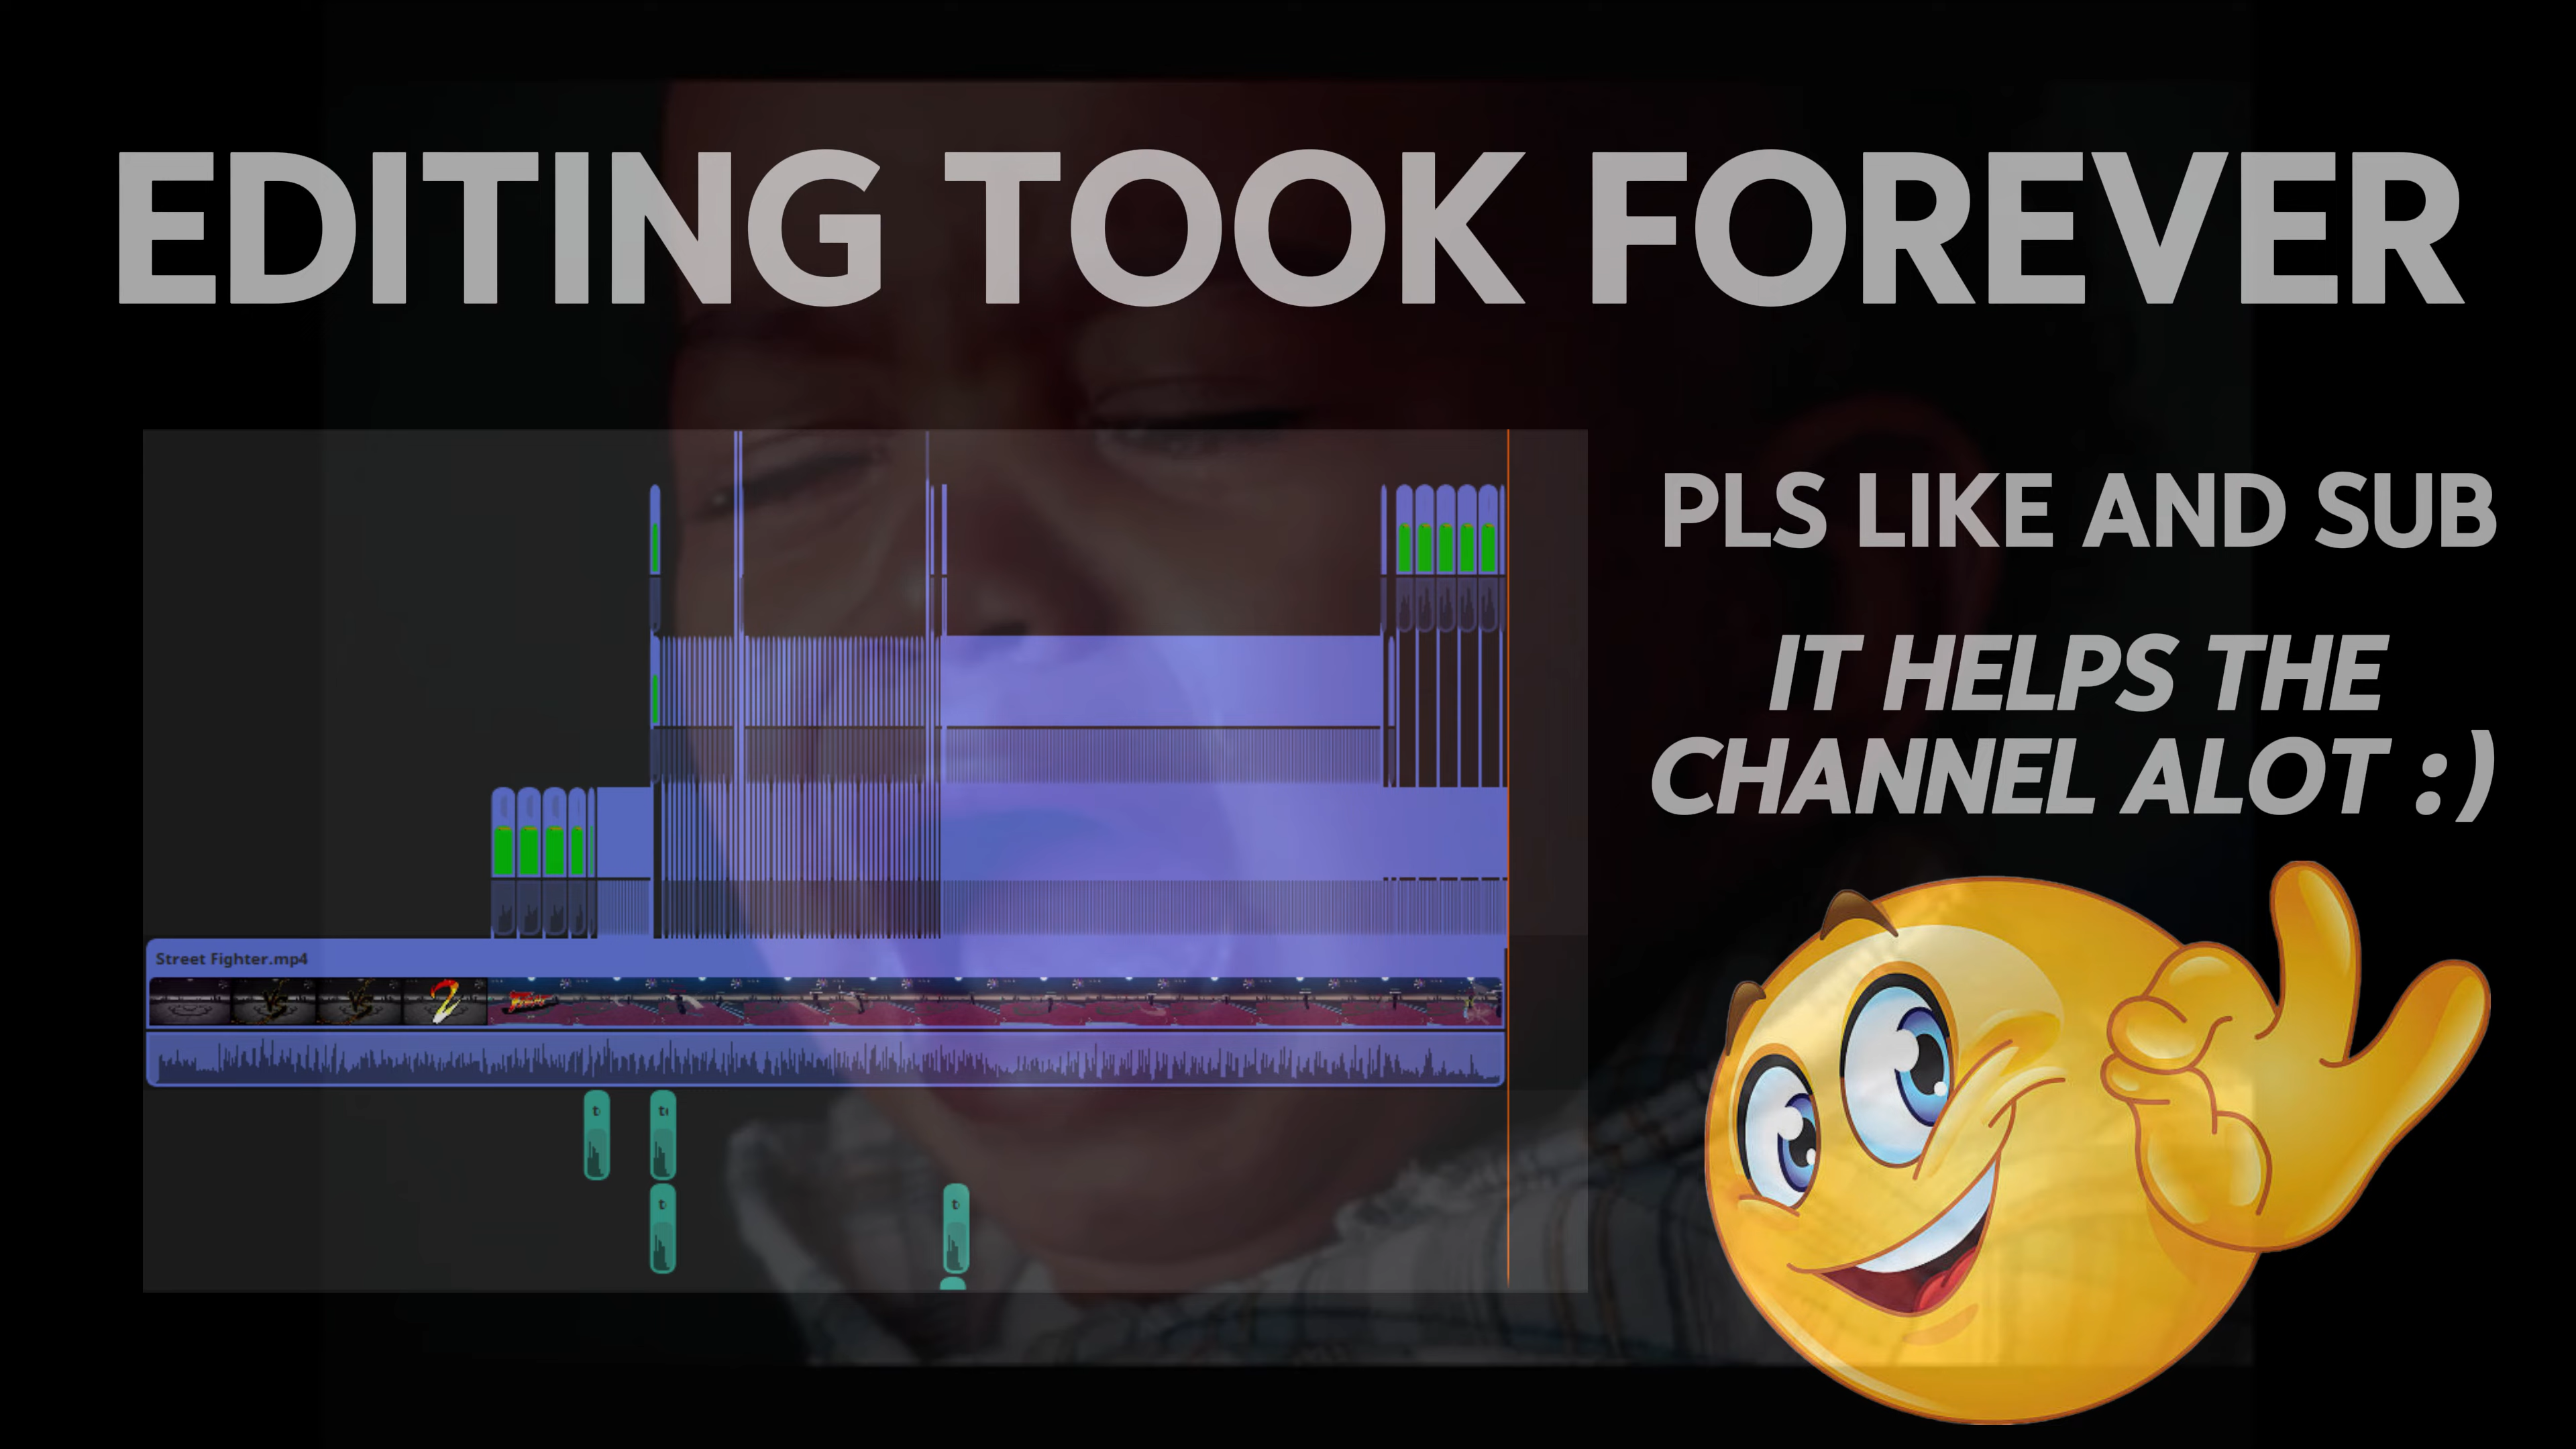 EDITING TOOK FOREVER
PLS LIKE AND SUB
IT HELPS THE
CHANNEL ALOT :)
Street Fighter.mp4